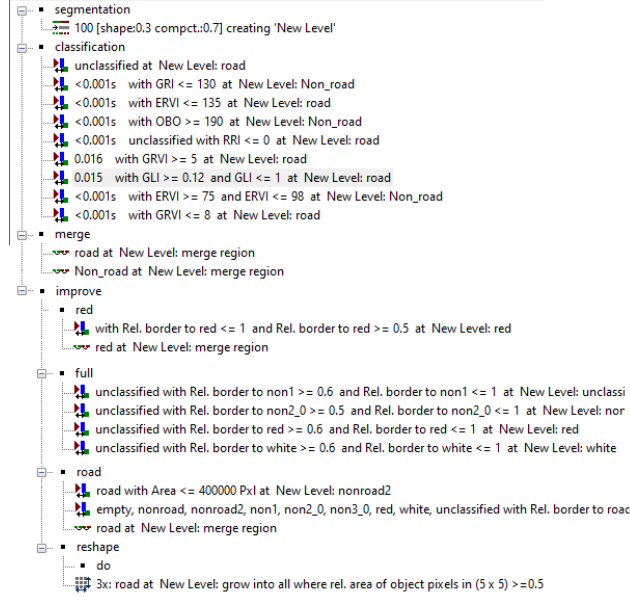 segmentation
100 [shape:0.3 compct.:0.7] creating 'New Level'
classification
unclassified at New Level: road
<0.001s with GRI <= 130 at New Level: Non_road
<0.001s with ERVI <= 135 at New Level: road
<0.001s with OBO >= 190 at New Level: Non_road
<0.001s unclassified with RRI <= 0 at New Level: road
0.016 with GRVI >= 5 at New Level: road
0.015 with GLI >= 0.12 and GLI <= 1 at New Level: road
<0.001s with ERVI >= 75 and ERVI <= 98 at New Level: Non_road
<0.001s with GRVI <= 8 at New Level: road
merge
road at New Level: merge region
Non_road at New Level: merge region
improve
red
with Rel. border to red <= 1 and Rel. border to red >= 0.5 at New Level: red
red at New Level: merge region
full
unclassified with Rel. border to non1 >= 0.6 and Rel. border to non1 <= 1 at New Level: unclassi
unclassified with Rel. border to non2_0 >= 0.5 and Rel. border to non2_0 <= 1 at New Level: nor
unclassified with Rel. border to red >= 0.6 and Rel. border to red <= 1 at New Level: red
unclassified with Rel. border to white >= 0.6 and Rel. border to white <= 1 at New Level: white
road
road with Area <= 400000 Pxl at New Level: nonroad2
empty, nonroad, nonroad2, non1, non2_0, non3_0, red, white, unclassified with Rel. border to road
road at New Level: merge region
reshape
do
3x: road at New Level: grow into all where rel. area of object pixels in (5 x 5) >=0.5